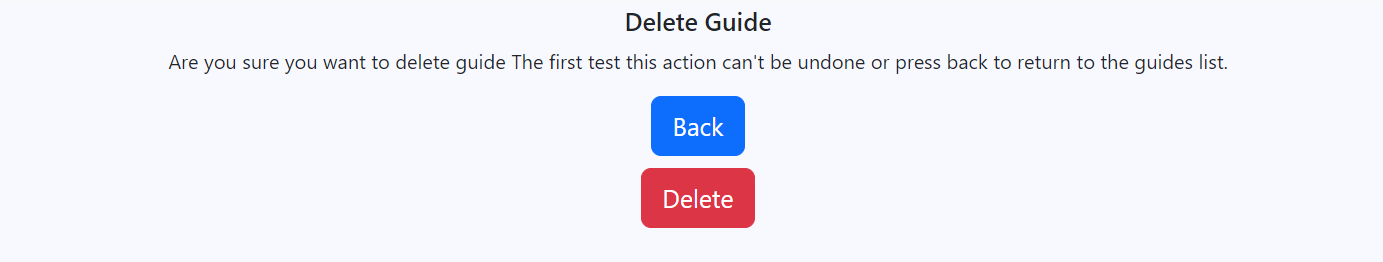 Delete Guide
Are you sure you want to delete guide The first test this action can't be undone or press back to return to the guides list.
Back
Delete